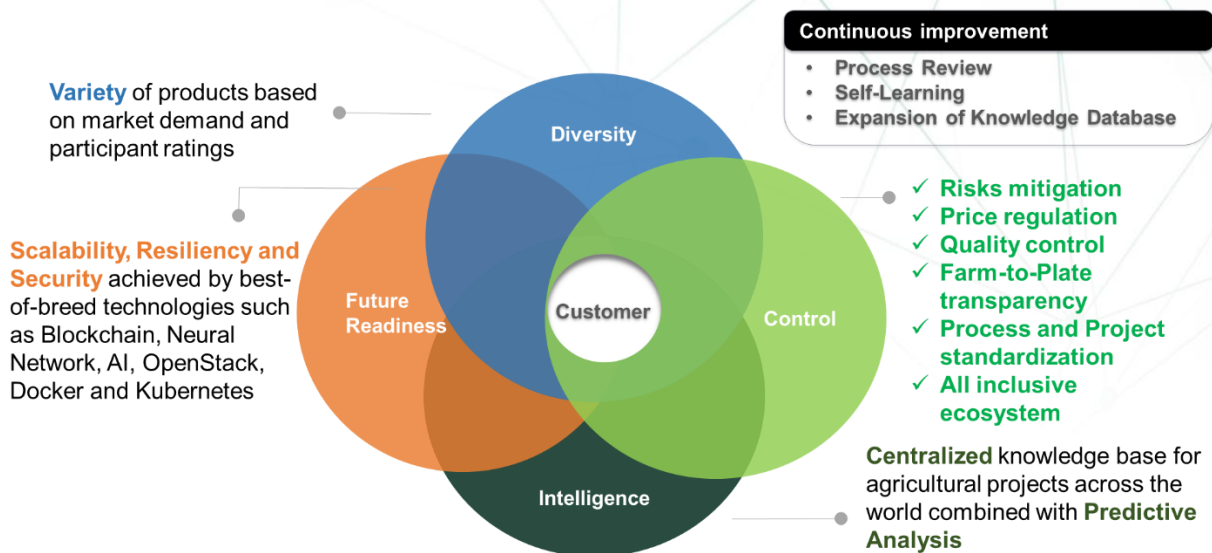 Continuous improvement
• Process Review
• Self-Learning
• Expansion of Knowledge Database
Variety of products based
on market demand and
participant ratings
Diversity
Scalability, Resiliency and
Security achieved by best-
of-breed technologies such
as Blockchain, Neural
Network, AI, OpenStack,
Docker and Kubernetes
Future
Readiness
Customer
Control
✓ Risks mitigation
✓ Price regulation
✓ Quality control
✓ Farm-to-Plate
transparency
✓ Process and Project
standardization
✓ All inclusive
ecosystem
Intelligence
Centralized knowledge base for
agricultural projects across the
world combined with Predictive
Analysis